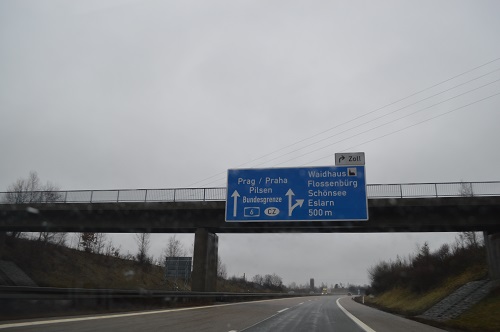 Zoll
Prag / Praha
Pilsen
Bundesgrenze
6 CZ
Waidhaus
Flossenbürg
Schönsee
Eslarn
500 m